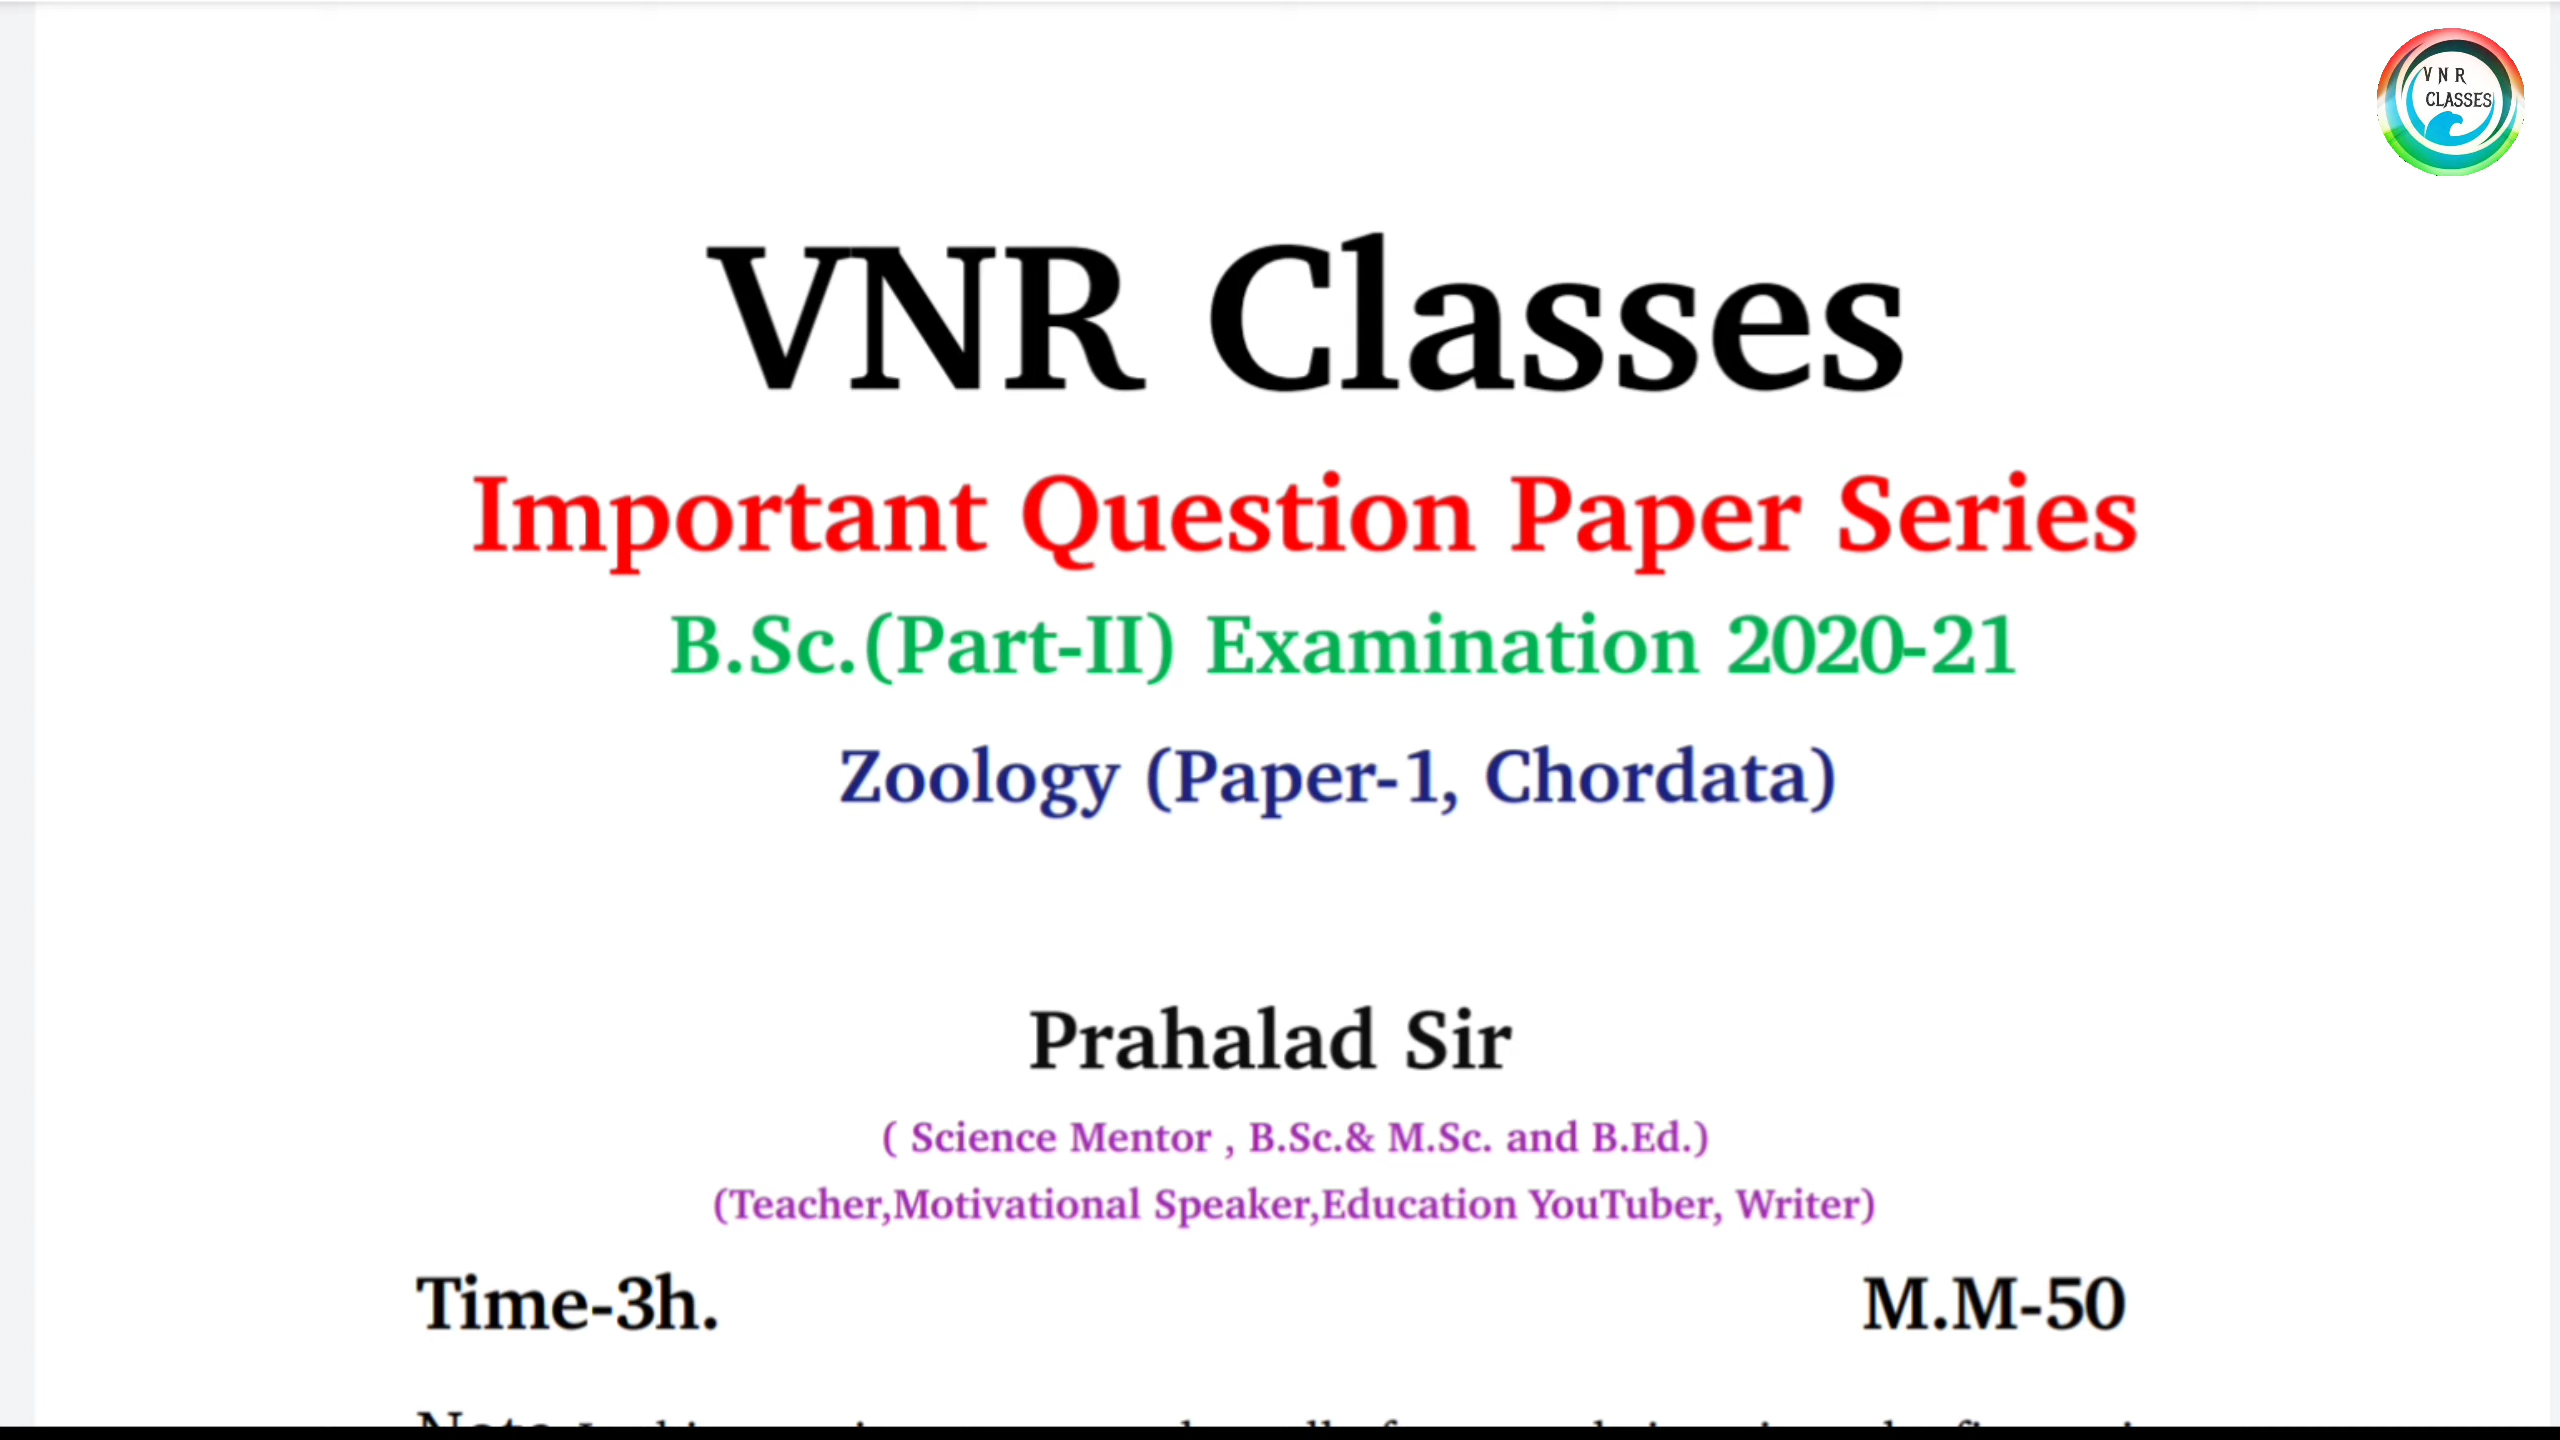 V N R
CLASSES
VNR Classes
Important Question Paper Series
B.Sc.(Part-II) Examination 2020-21
Zoology (Paper-1, Chordata)
Prahalad Sir
( Science Mentor , B.Sc.& M.Sc. and B.Ed.)
(Teacher,Motivational Speaker,Education YouTuber, Writer)
Time-3h. M.M-50